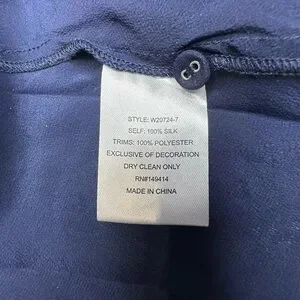 STYLE: W20724-7
SELF: 100% SILK
TRIMS: 100% POLYESTER
EXCLUSIVE OF DECORATION
DRY CLEAN ONLY
RN#149414
MADE IN CHINA